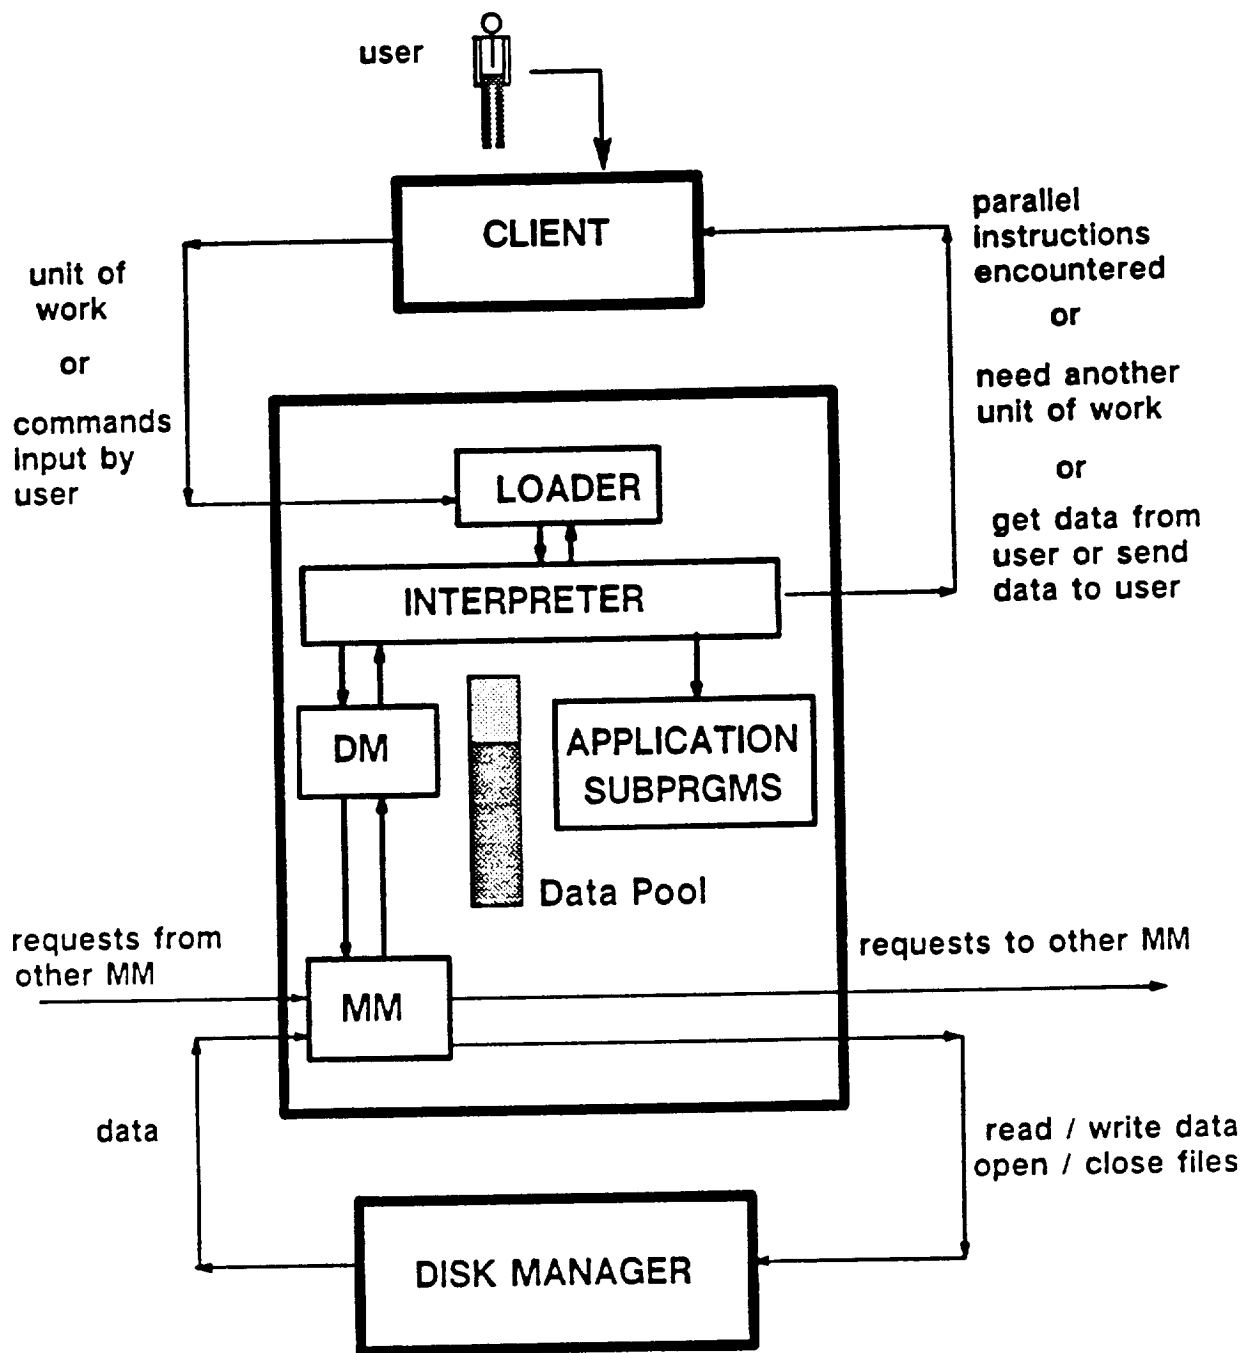 user
CLIENT
parallel
instructions
encountered
or
need another
unit of work
or
get data from
user or send
data to user
unit of
work
or
commands
input by
user
LOADER
INTERPRETER
DM
APPLICATION
SUBPRGMS
Data Pool
requests from
other MM
requests to other MM
MM
data
read / write data
open / close files
DISK MANAGER